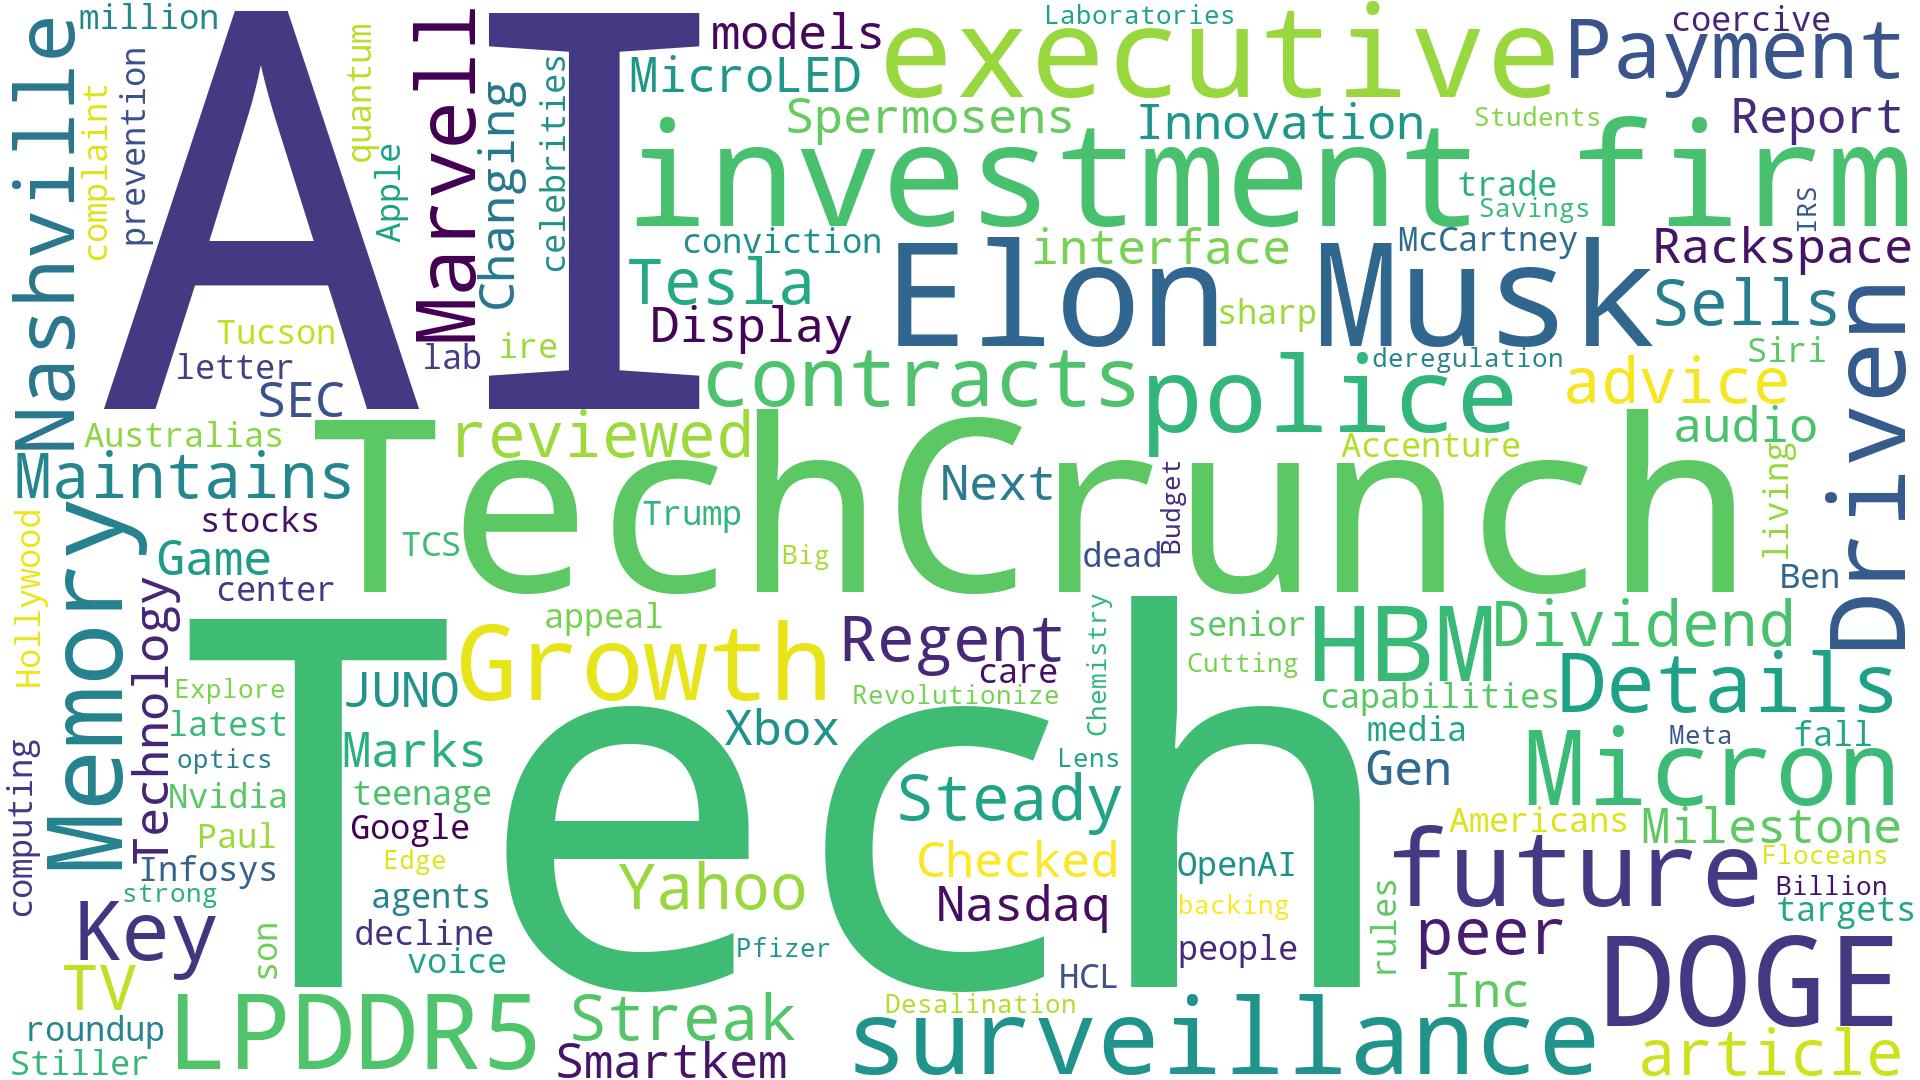 million
AI
models
Laboratories
executive
coercive
Payment
Nashville
complaint
prevention
quantum
Apple
Marvell
Changing
celebrities
MicroLED
Spermosens
Innovation
Students
Report
investment firm
trade
Savings
IRS
conviction
interface
McCartney
Rackspace
Tesla
Elon Musk
sharp
Sells
Display
Driven
Tucson
letter
lab
ire
SEC
contracts
police
deregulation
Siri
advice
Australias
reviewed
Accenture
audio
Maintains
TechCrunch
Next
Budget
living
stocks
TCS
Trump
Big
dead
Hollywood
Memory
Game
center
Ben
Technology
Tech
appeal
Growth
Regent
care
Chemistry
senior
Cutting
HBM
Dividend
Explore
JUNO
Revolutionize
capabilities
Details
latest
Xbox
media
Meta
fall
optics
Marks
Lens
Gen
Micron
computing
Nvidia
teenage
Steady
Americans
Milestone
Paul
Google
Edge
Checked
OpenAI
future
Floceans
Infosys
strong
agents
Yahoo
Nasdaq
backing
rules
Billion
targets
Key
son
decline
voice
Pfizer
people
peer
DOGE
TV
HCL
Inc
roundup
LPDDR5
Streak
Desalination
surveillance
Stiller
Smartkem
article